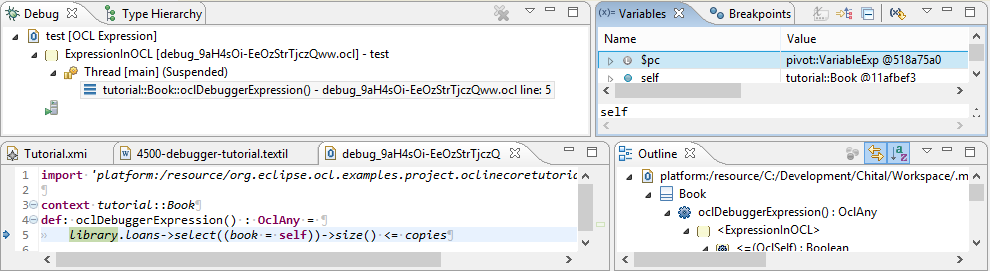 Debug Type Hierarchy
test [OCL Expression]
ExpressionInOCL [debug_9aH4sOi-EeOzStrTjczQww.ocl] - test
Thread [main] (Suspended)
tutorial::Book::oclDebuggerExpression() - debug_9aH4sOi-EeOzStrTjczQww.ocl line: 5
(x)= Variables Breakpoints
Name Value
$pc pivot::VariableExp @518a75a0
self tutorial::Book @11afbef3
self
Tutorial.xmi 4500-debugger-tutorial.textil debug_9aH4sOi-EeOzStrTjczQ
1 import 'platform:/resource/org.eclipse.ocl.examples.project.oclinecoretutoria
2 ¶
3 context·tutorial::Book
4 def:·oclDebuggerExpression()·:·OclAny·=
5 » library.loans->select((book·=·self))->size()·<=·copies¶
6
Outline
platform:/resource/C:/Development/Chital/Workspace/.m
Book
oclDebuggerExpression() : OclAny
<ExpressionInOCL>
<=(OclSelf) : Boolean